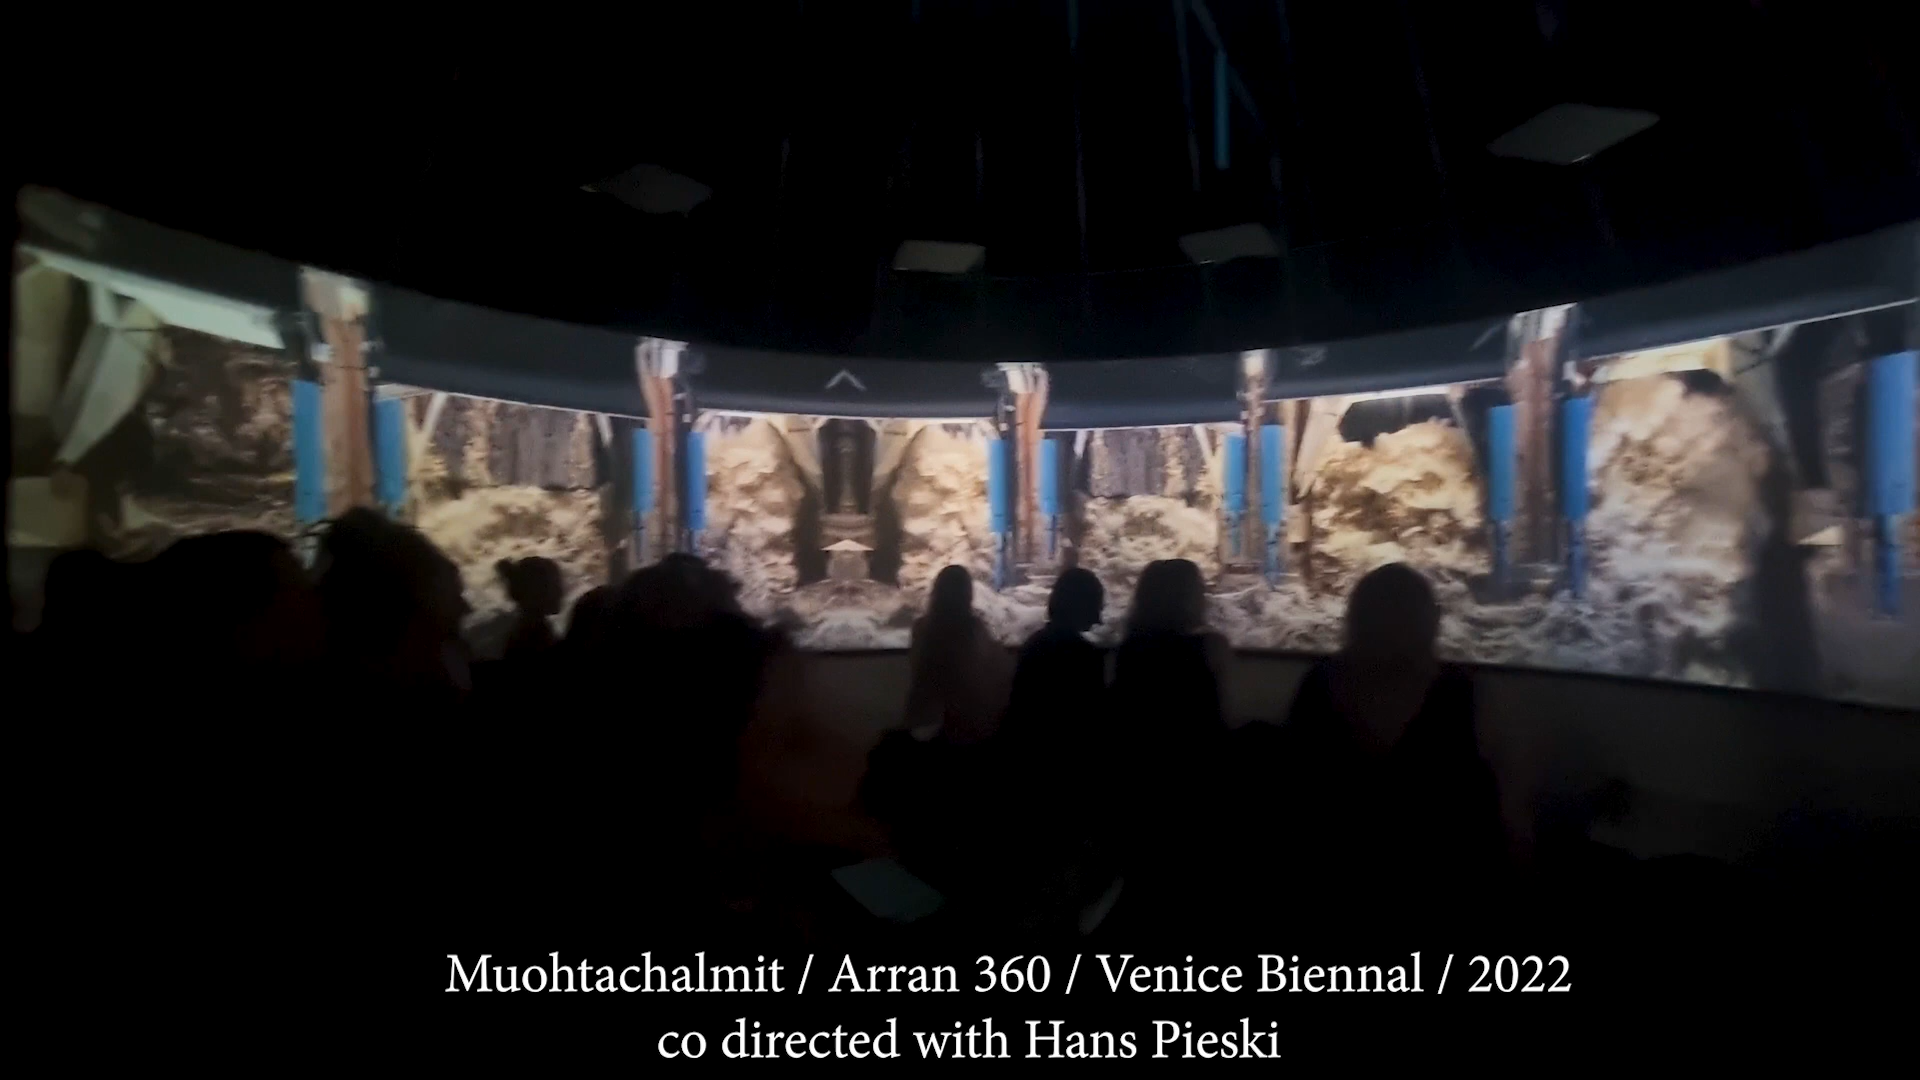 Muohtachalmit / Arran 360 / Venice Biennal / 2022
co directed with Hans Pieski